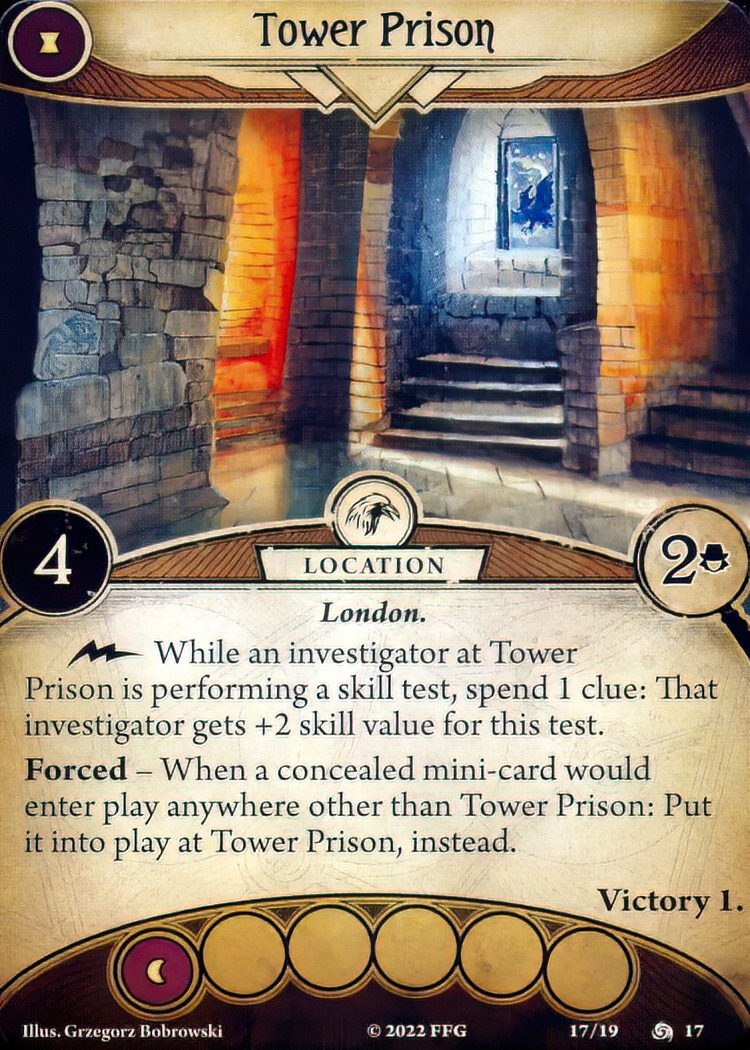 Tower Prison
4
LOCATION
2
London.
While an investigator at Tower
Prison is performing a skill test, spend 1 clue: That
investigator gets +2 skill value for this test.
Forced – When a concealed mini-card would
enter play anywhere other than Tower Prison: Put
it into play at Tower Prison, instead.
Victory 1.
Illus. Grzegorz Bobrowski © 2022 FFG 17/19 17